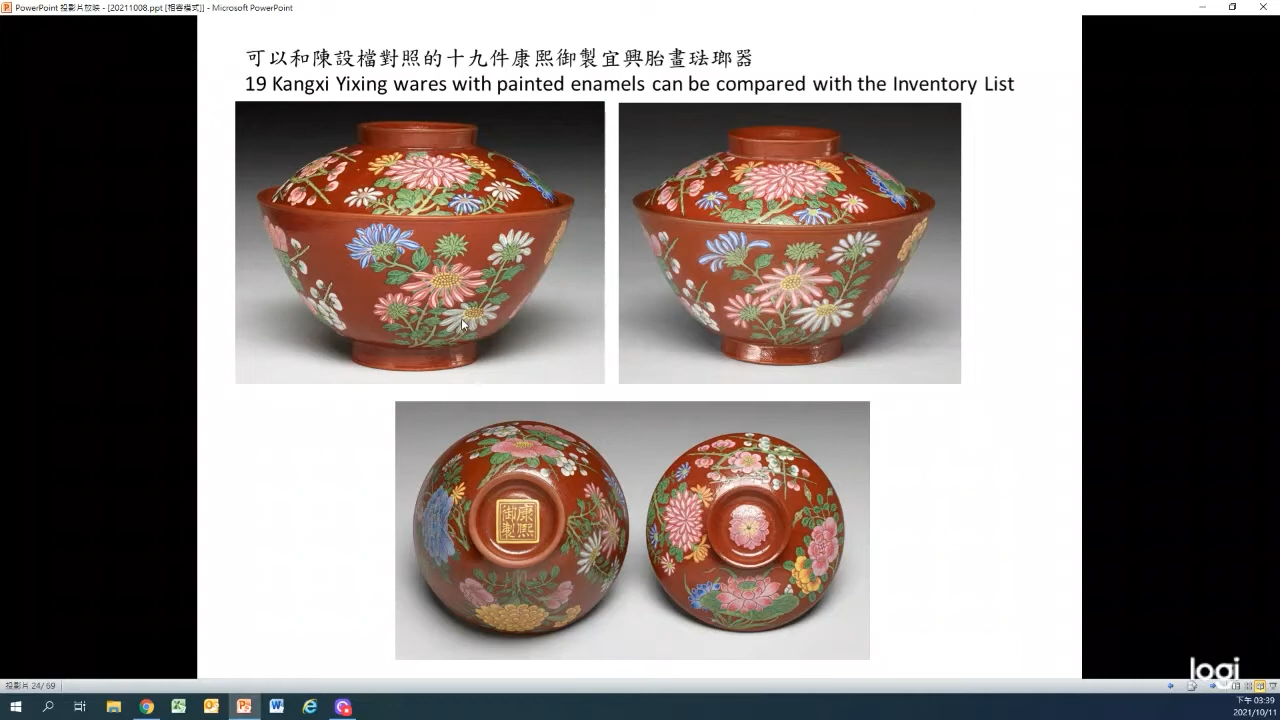 PowerPoint 投影片放映 - [20211008.ppt [相容模式]] - Microsoft PowerPoint
可以和陳設檔對照的十九件康熙御製宜興胎畫琺瑯器
19 Kangxi Yixing wares with painted enamels can be compared with the Inventory List
康熙
御製
logi
投影片 24/69
下午 03:39
2021/10/11